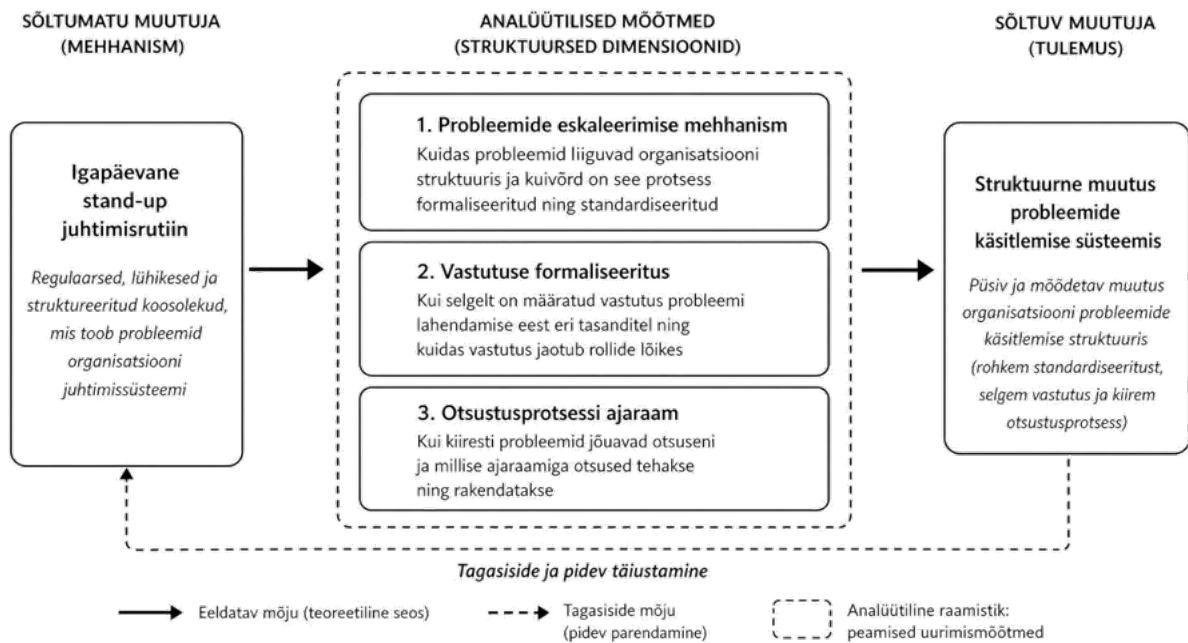 SÕLTUMATU MUUTUJA
(MEHHANISM)
ANALÜÜTILISED MÕÕTMED
(STRUKTUURSED DIMENSIOONID)
SÕLTUV MUUTUJA
(TULEMUS)
Igapäevane
stand-up
juhtimisrutiin
Regulaarsed, lühikesed ja
struktureeritud koosolekud,
mis toob probleemid
organisatsiooni
juhtimissüsteemi
1. Probleemide eskaleerimise mehhanism
Kuidas probleemid liiguvad organisatsiooni
struktuuris ja kuivõrd on see protsess
formaliseeritud ning standardiseeritud
2. Vastutuse formaliseeritus
Kui selgelt on määratud vastutus probleemi
lahendamise eest eri tasanditel ning
kuidas vastutus jaotub rollide lõikes
3. Otsustusprotsessi ajaraam
Kui kiiresti probleemid jõuavad otsuseni
ja millise ajaraamiga otsused tehakse
ning rakendatakse
Struktuurne muutus
probleemide
käsitlemise süsteemis
Püsiv ja mõõdetav muutus
organisatsiooni probleemide
käsitlemise struktuuris
(rohkem standardiseeritust,
selgem vastutus ja kiirem
otsustusprotsess)
Tagasiside ja pidev täiustamine
Eeldatav mõju (teoreetiline seos)
Tagasiside mõju
(pidev parendamine)
Analüütiline raamistik:
peamised uurimismõõtmed